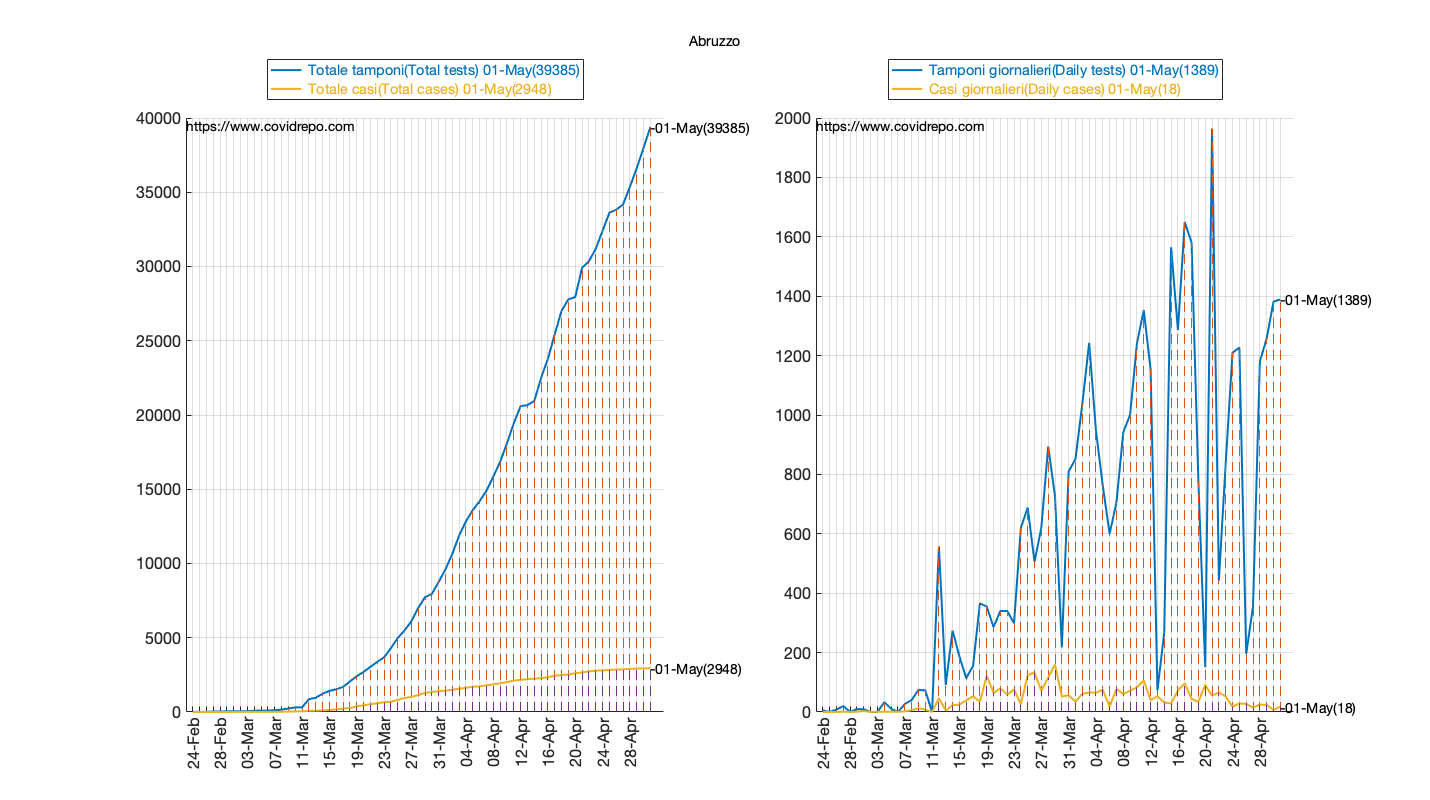 Abruzzo
Totale tamponi(Total tests) 01-May(39385)
Totale casi(Total cases) 01-May(2948)
https://www.covidrepo.com
40000
35000
30000
25000
20000
15000
10000
5000
0
01-May(39385)
01-May(2948)
24-Feb
28-Feb
03-Mar
07-Mar
11-Mar
15-Mar
19-Mar
23-Mar
27-Mar
31-Mar
04-Apr
08-Apr
12-Apr
16-Apr
20-Apr
24-Apr
28-Apr
Tamponi giornalieri(Daily tests) 01-May(1389)
Casi giornalieri(Daily cases) 01-May(18)
https://www.covidrepo.com
2000
1800
1600
1400
1200
1000
800
600
400
200
0
01-May(1389)
01-May(18)
24-Feb
28-Feb
03-Mar
07-Mar
11-Mar
15-Mar
19-Mar
23-Mar
27-Mar
31-Mar
04-Apr
08-Apr
12-Apr
16-Apr
20-Apr
24-Apr
28-Apr